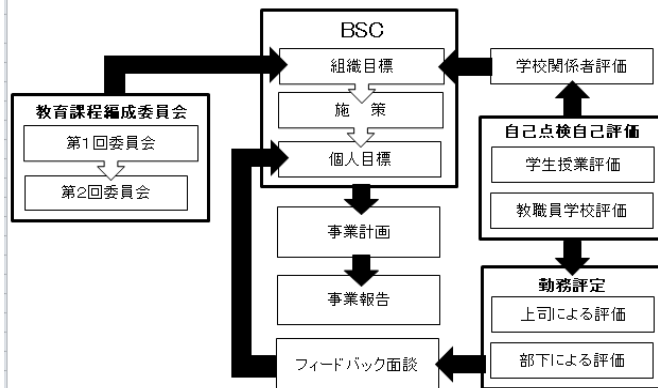 BSC
組織目標
施　策
個人目標
教育課程編成委員会
第1回委員会
第2回委員会
学校関係者評価
自己点検自己評価
学生授業評価
教職員学校評価
事業計画
事業報告
勤務評定
上司による評価
部下による評価
フィードバック面談